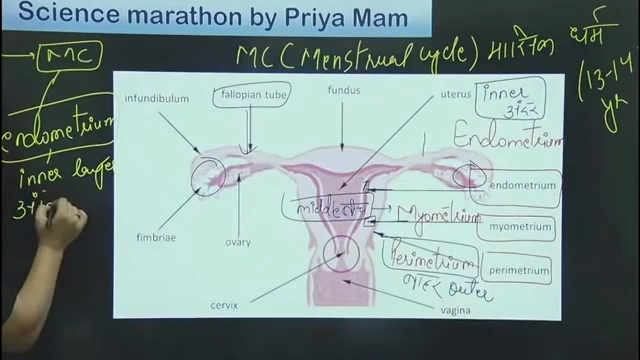 Science marathon by Priya Mam
MC
MC (Menstrual cycle) मासिक धर्म
(13-14
yr
infundibulum
fallopian tube
fundus
uterus
inner
अंदर
Endometrium
endometrium
inner layer
endometrium
middle
Myometrium
myometrium
fimbriae
ovary
Perimetrium
perimetrium
बाहर outer
cervix
vagina